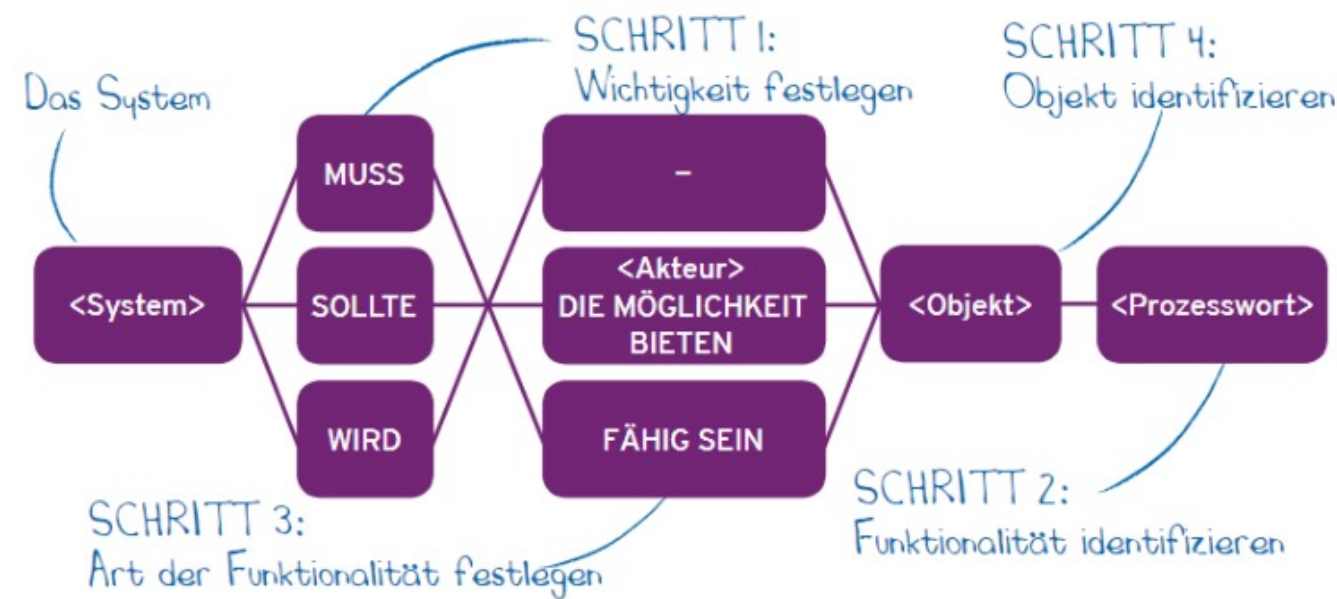 SCHRITT 1:
Wichtigkeit festlegen
SCHRITT 4:
Objekt identifizieren
Das System
MUSS
–
<System>
SOLLTE
<Akteur>
DIE MÖGLICHKEIT
BIETEN
<Objekt>
<Prozesswort>
WIRD
FÄHIG SEIN
SCHRITT 3:
Art der Funktionalität festlegen
SCHRITT 2:
Funktionalität identifizieren